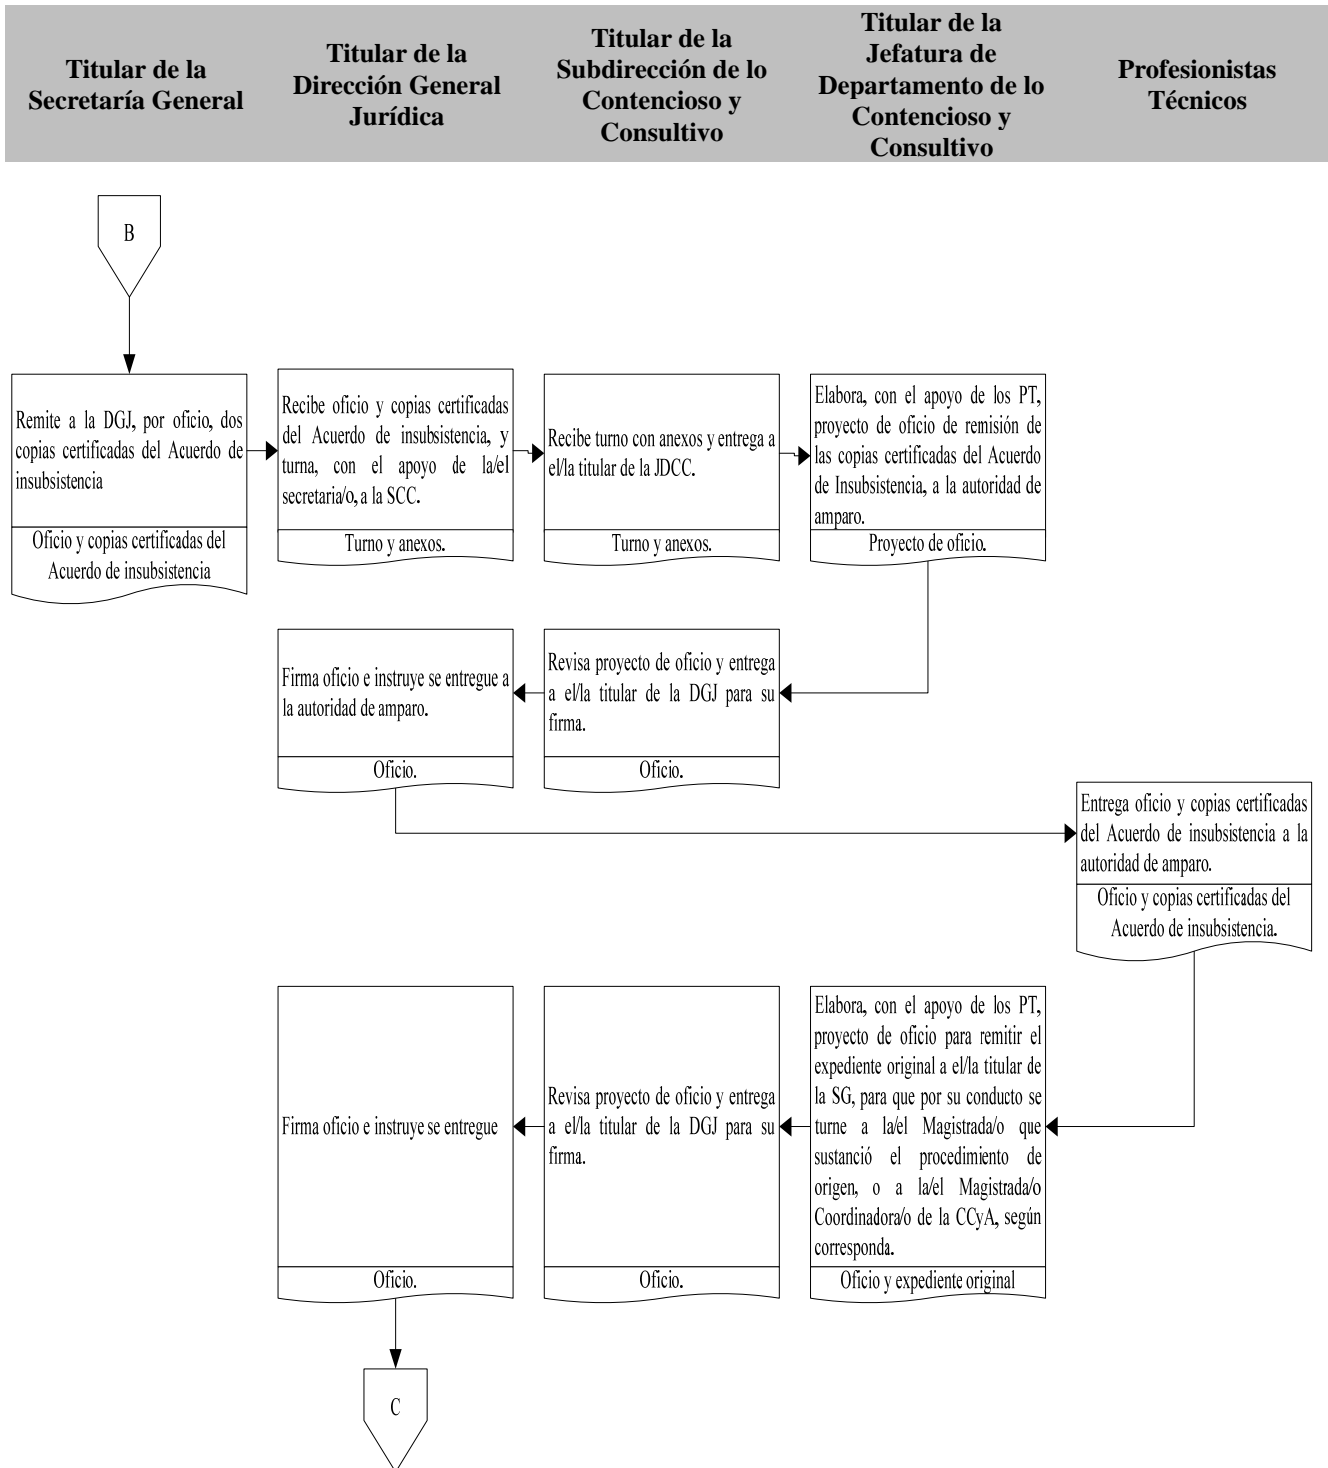 Titular de la
Secretaría General
Titular de la
Dirección General
Jurídica
Titular de la
Subdirección de lo
Contencioso y
Consultivo
Titular de la
Jefatura de
Departamento de lo
Contencioso y
Consultivo
Profesionistas
Técnicos
B
Remite a la DGJ, por oficio, dos
copias certificadas del Acuerdo de
insubsistencia
Oficio y copias certificadas del
Acuerdo de insubsistencia
Recibe oficio y copias certificadas
del Acuerdo de insubsistencia, y
turna, con el apoyo de la/el
secretaria/o, a la SCC.
Turno y anexos.
Recibe turno con anexos y entrega a
el/la titular de la JDCC.
Turno y anexos.
Elabora, con el apoyo de los PT,
proyecto de oficio de remisión de
las copias certificadas del Acuerdo
de Insubsistencia, a la autoridad de
amparo.
Proyecto de oficio.
Revisa proyecto de oficio y entrega
a el/la titular de la DGJ para su
firma.
Oficio.
Firma oficio e instruye se entregue a
la autoridad de amparo.
Oficio.
Entrega oficio y copias certificadas
del Acuerdo de insubsistencia a la
autoridad de amparo.
Oficio y copias certificadas del
Acuerdo de insubsistencia.
Elabora, con el apoyo de los PT,
proyecto de oficio para remitir el
expediente original a el/la titular de
la SG, para que por su conducto se
turne a la/el Magistrada/o que
sustanció el procedimiento de
origen, o a la/el Magistrada/o
Coordinadora/o de la CCyA, según
corresponda.
Oficio y expediente original
Revisa proyecto de oficio y entrega
a el/la titular de la DGJ para su
firma.
Oficio.
Firma oficio e instruye se entregue
Oficio.
C